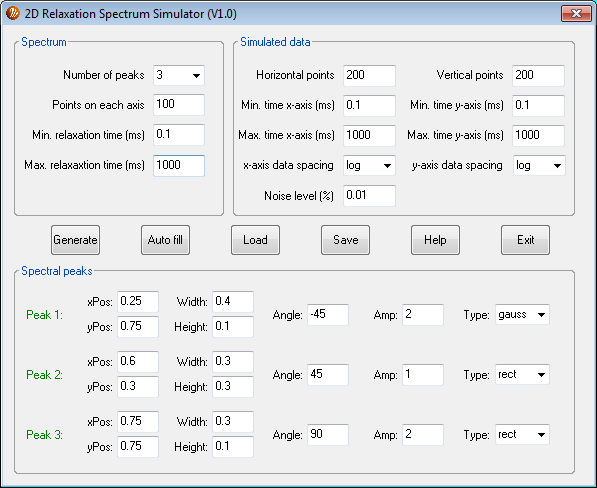 2D Relaxation Spectrum Simulator (V1.0)
Spectrum
Number of peaks 3
Points on each axis 100
Min. relaxation time (ms) 0.1
Max. relaxaxtion time (ms) 1000
Simulated data
Horizontal points 200 Vertical points 200
Min. time x-axis (ms) 0.1 Min. time y-axis (ms) 0.1
Max. time x-axis (ms) 1000 Max. time y-axis (ms) 1000
x-axis data spacing log y-axis data spacing log
Noise level (%) 0.01
Generate Auto fill Load Save Help Exit
Spectral peaks
xPos: 0.25 Width: 0.4
Peak 1: Angle: -45 Amp: 2 Type: gauss
yPos: 0.75 Height: 0.1
xPos: 0.6 Width: 0.3
Peak 2: Angle: 45 Amp: 1 Type: rect
yPos: 0.3 Height: 0.3
xPos: 0.75 Width: 0.3
Peak 3: Angle: 90 Amp: 2 Type: rect
yPos: 0.75 Height: 0.1